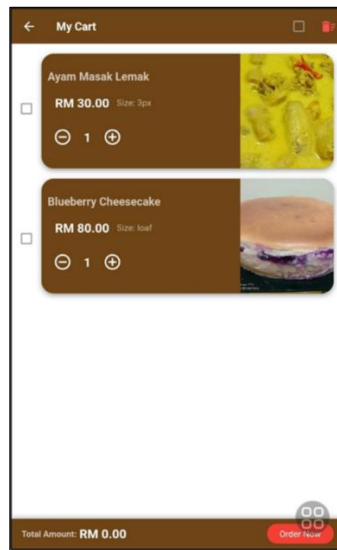 My Cart
Ayam Masak Lemak
RM 30.00 Size: 3px
1
Blueberry Cheesecake
RM 80.00 Size: loaf
1
Total Amount: RM 0.00
Order Now